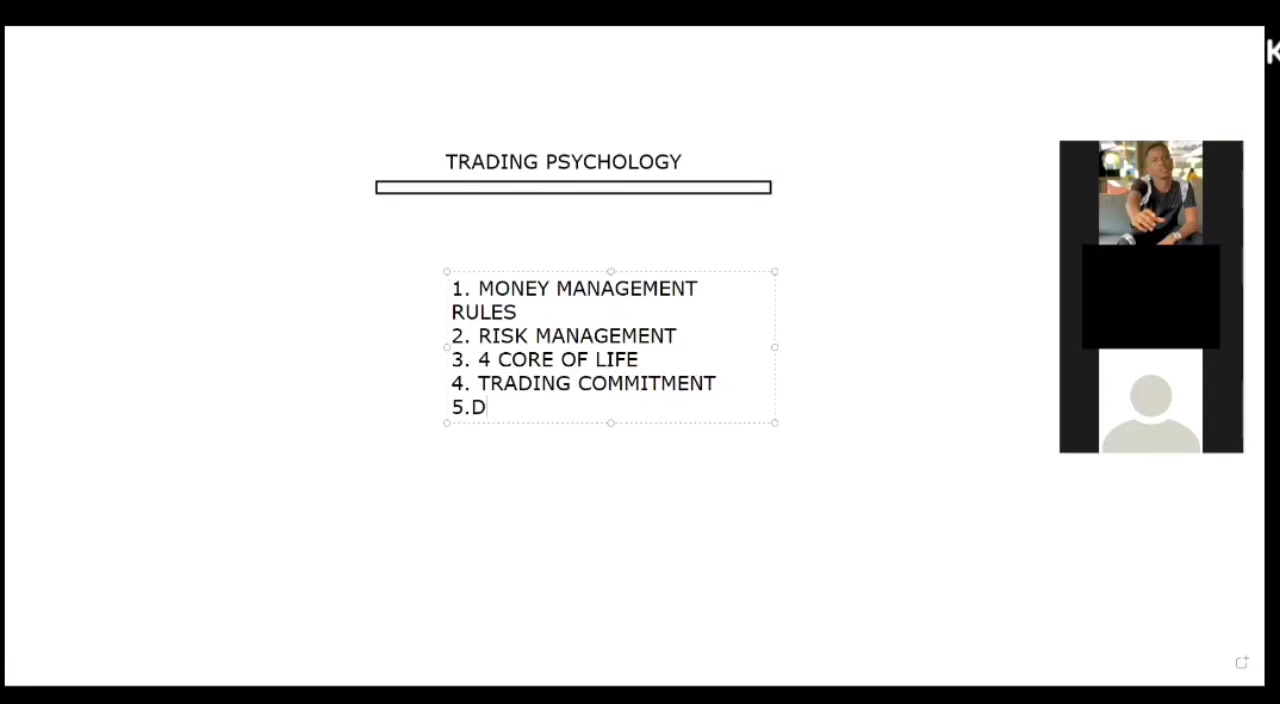 TRADING PSYCHOLOGY
1. MONEY MANAGEMENT
RULES
2. RISK MANAGEMENT
3. 4 CORE OF LIFE
4. TRADING COMMITMENT
5.D
K